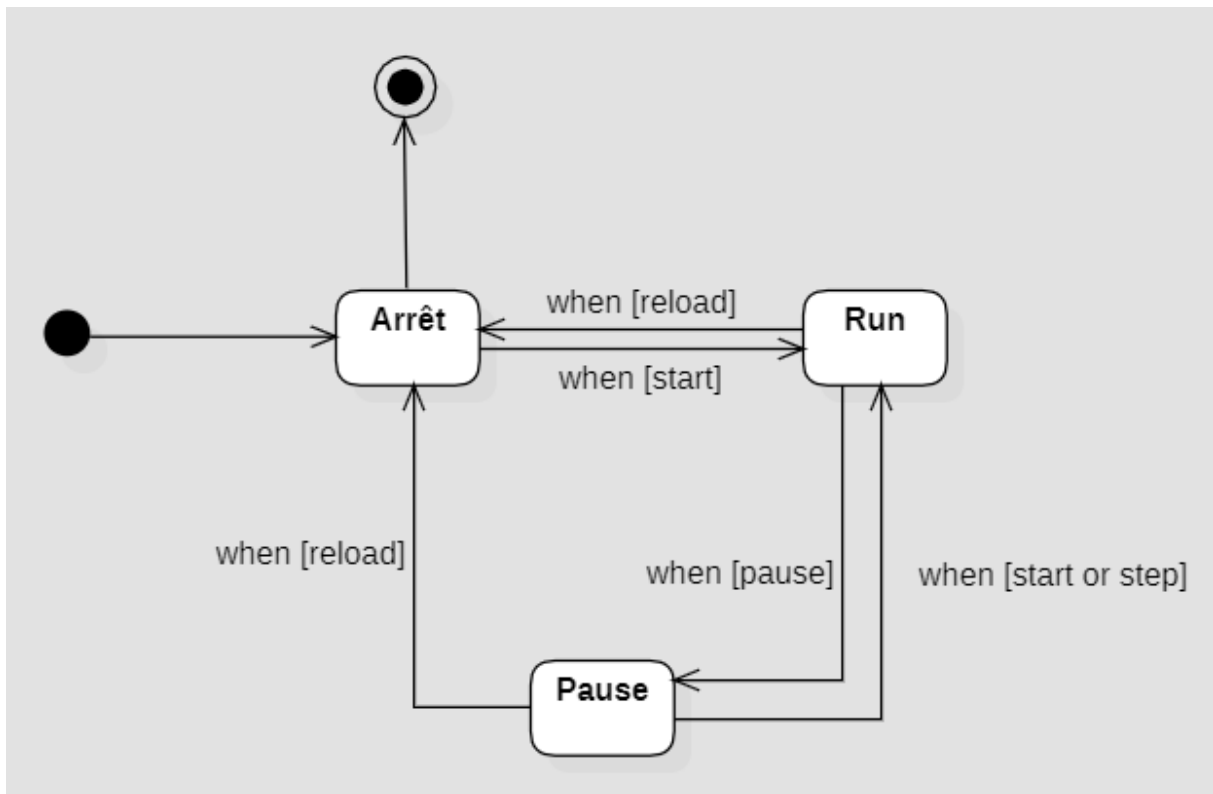 when [reload]
Arrêt
Run
when [start]
when [reload]
when [pause]
when [start or step]
Pause